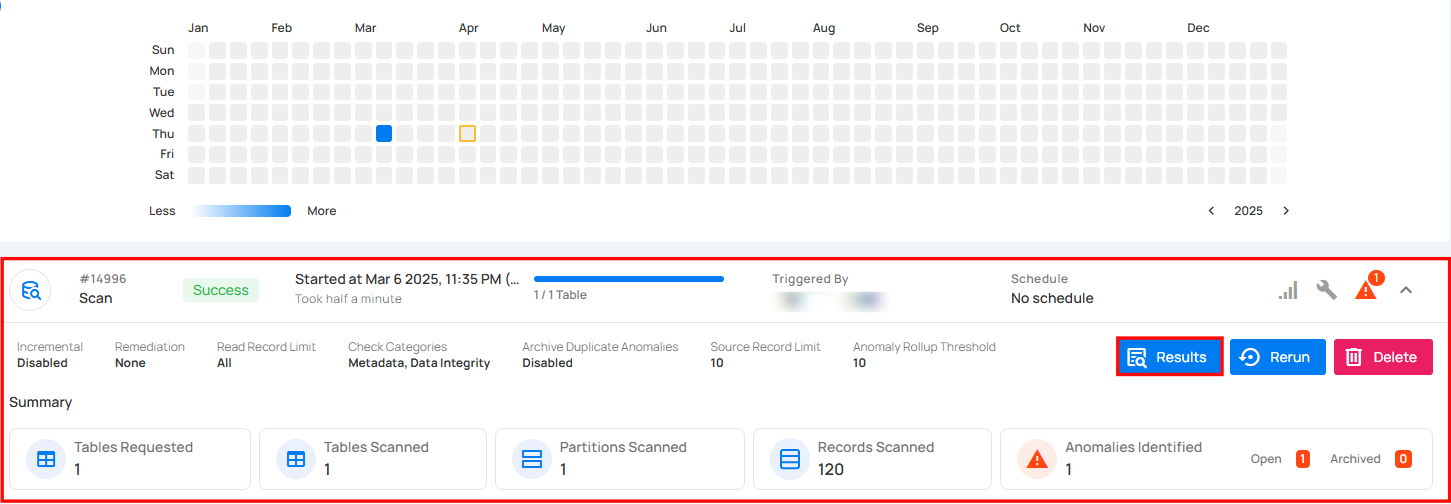 Jan Feb Mar Apr May Jun Jul Aug Sep Oct Nov Dec
Sun
Mon
Tue
Wed
Thu
Fri
Sat
Less More 2025
#14996
Scan
Success
Started at Mar 6 2025, 11:35 PM (...
Took half a minute
1 / 1 Table
Triggered By
Schedule
No schedule
1
Incremental
Disabled
Remediation
None
Read Record Limit
All
Check Categories
Metadata, Data Integrity
Archive Duplicate Anomalies
Disabled
Source Record Limit
10
Anomaly Rollup Threshold
10
Results
Rerun
Delete
Summary
Tables Requested
1
Tables Scanned
1
Partitions Scanned
1
Records Scanned
120
Anomalies Identified
1
Open 1 Archived 0